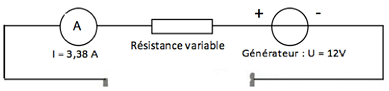 A
+ -
I = 3,38 A
Résistance variable
Générateur : U = 12V